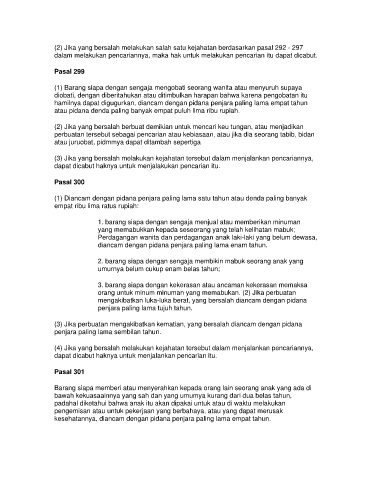 (2) Jika yang bersalah melakukan salah satu kejahatan berdasarkan pasal 292 - 297
dalam melakukan pencariannya, maka hak untuk melakukan pencarian itu dapat dicabut.
Pasal 299
(1) Barang siapa dengan sengaja mengobati seorang wanita atau menyuruh supaya
diobati, dengan diberitahukan atau ditimbulkan harapan bahwa karena pengobatan itu
hamilnya dapat digugurkan, diancam dengan pidana penjara paling lama empat tahun
atau pidana denda paling banyak empat puluh lima ribu rupiah.
(2) Jika yang bersalah berbuat demikian untuk mencari keu tungan, atau menjadikan
perbuatan tersebut sebagai pencarian atau kebiasaan, atau jika dia seorang tabib, bidan
atau juruobat, pidmmya dapat ditambah sepertiga
(3) Jika yang bersalah melakukan kejahatan tersebut dalam menjalankan pencariannya,
dapat dicabut haknya untuk menjalakukan pencarian itu.
Pasal 300
(1) Diancam dengan pidana penjara paling lama satu tahun atau denda paling banyak
empat ribu lima ratus rupiah:
1. barang siapa dengan sengaja menjual atau memberikan minuman
yang memabukkan kepada seseorang yang telah kelihatan mabuk;
Perdagangan wanita dan perdagangan anak laki-laki yang belum dewasa,
diancam dengan pidana penjara paling lama enam tahun.
2. barang siapa dengan sengaja membikin mabuk seorang anak yang
umurnya belum cukup enam belas tahun;
3. barang siapa dengan kekerasan atau ancaman kekerasan memaksa
orang untuk minum minuman yang memabukan. (2) Jika perbuatan
mengakibatkan luka-luka berat, yang bersalah diancam dengan pidana
penjara paling lama tujuh tahun.
(3) Jika perbuatan mengakibatkan kematian, yang bersalah diancam dengan pidana
penjara paling lama sembilan tahun.
(4) Jika yang bersalah melakukan kejahatan tersebut dalam menjalankan pencariannya,
dapat dicabut haknya untuk menjalankan pencarian itu.
Pasal 301
Barang siapa memberi atau menyerahkan kepada orang lain seorang anak yang ada di
bawah kekuasaainnya yang sah dan yang umumya kurang dari dua belas tahun,
padahal diketahui bahwa anak itu akan dipakai untuk atau di waktu melakukan
pengemisan atau untuk pekerjaan yang berbahaya, atau yang dapat merusak
kesehatannya, diancam dengan pidana penjara paling lama empat tahun.